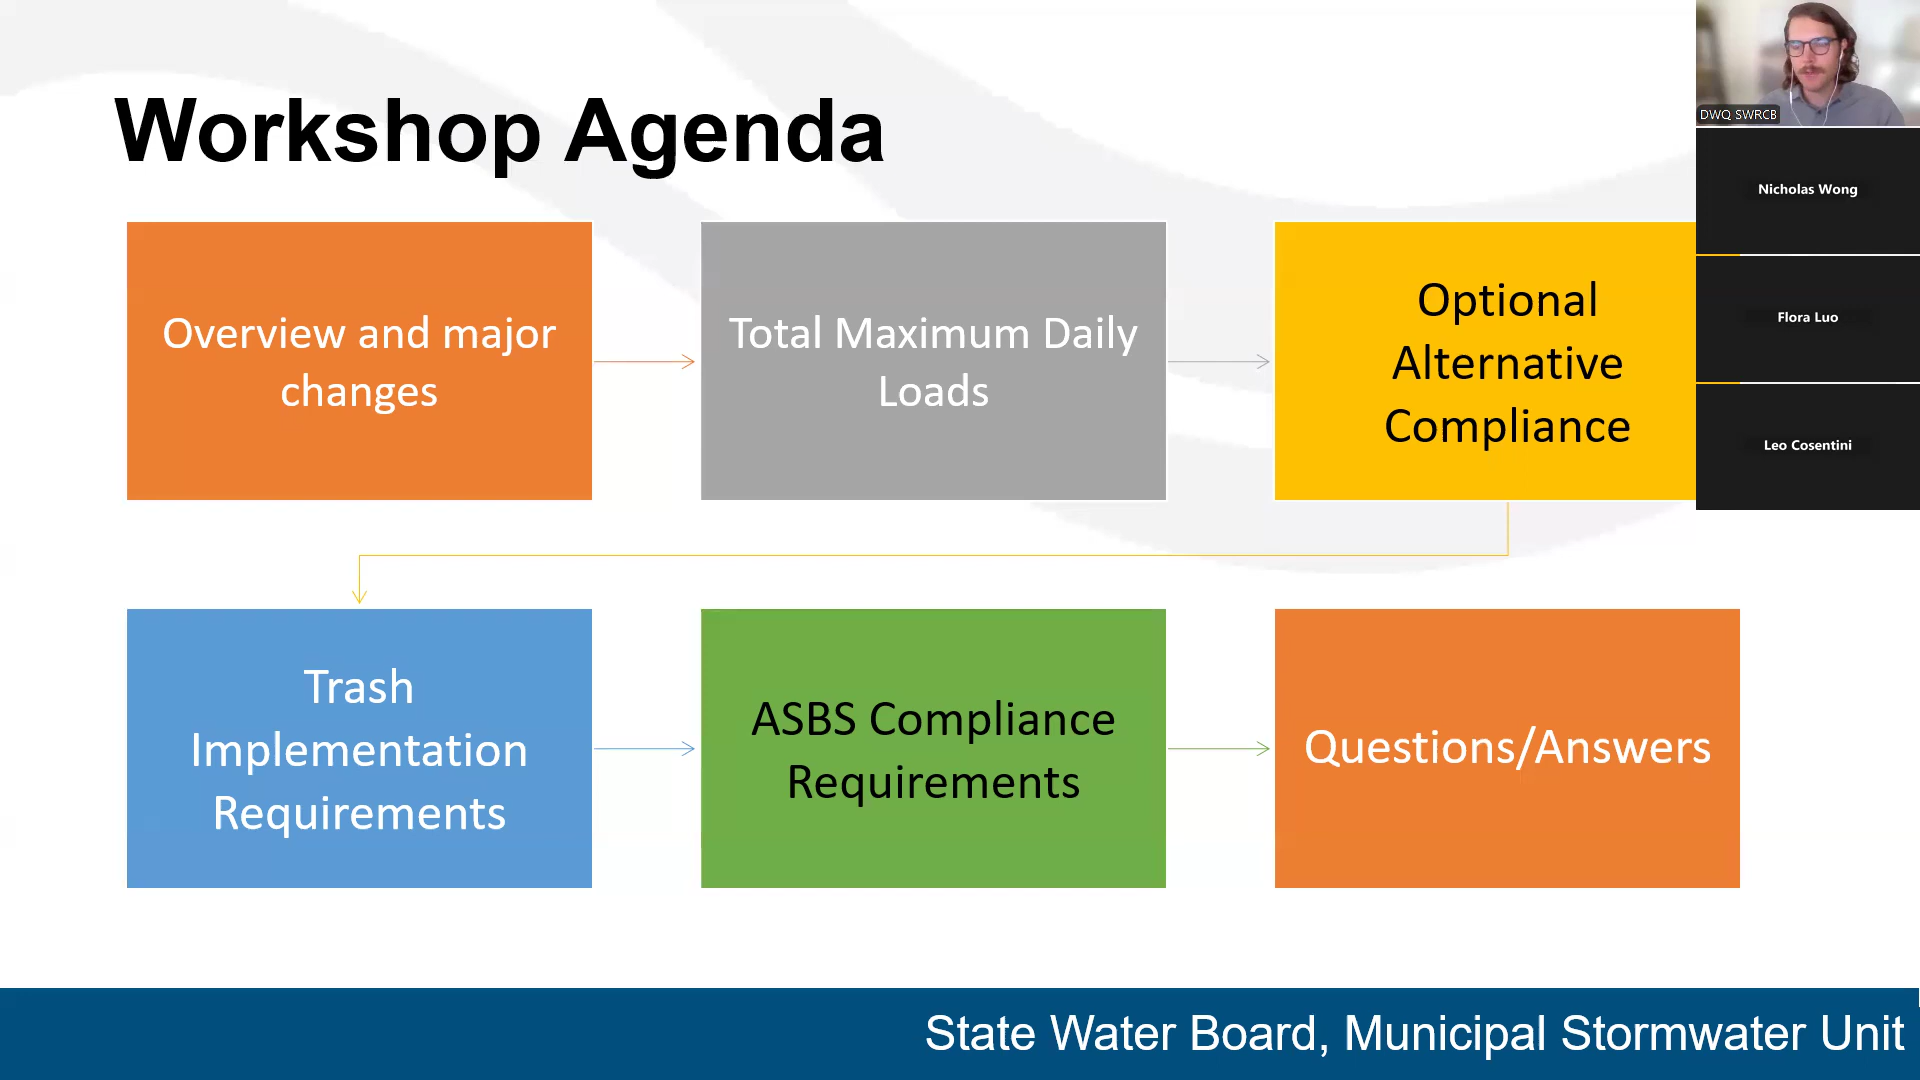 Workshop Agenda
DWQ SWRCB
Nicholas Wong
Flora Luo
Leo Cosentini
Overview and major
changes
Total Maximum Daily
Loads
Optional
Alternative
Compliance
Trash
Implementation
Requirements
ASBS Compliance
Requirements
Questions/Answers
State Water Board, Municipal Stormwater Unit